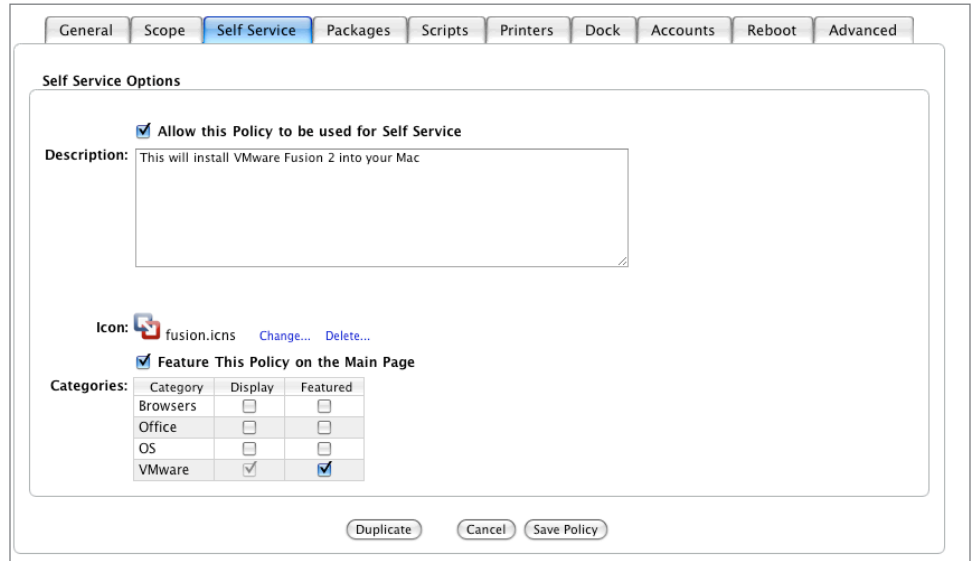 General Scope Self Service Packages Scripts Printers Dock Accounts Reboot Advanced
Self Service Options
Allow this Policy to be used for Self Service
Description: This will install VMware Fusion 2 into your Mac
Icon: fusion.icns Change... Delete...
Feature This Policy on the Main Page
Categories: Category Display Featured
Browsers
Office
OS
VMware
Duplicate Cancel Save Policy